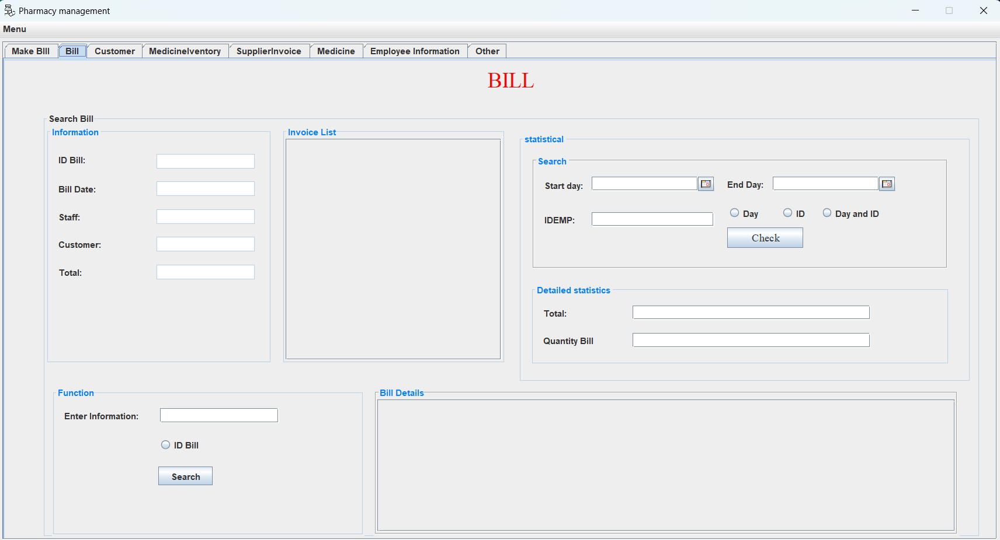 Pharmacy management
Menu
Make BIll Bill Customer MedicineIventory SupplierInvoice Medicine Employee Information Other
BILL
Search Bill
Information
ID Bill:
Bill Date:
Staff:
Customer:
Total:
Invoice List
statistical
Search
Start day: End Day:
IDEMP: Day ID Day and ID
Check
Detailed statistics
Total:
Quantity Bill
Function
Enter Information:
ID Bill
Search
Bill Details